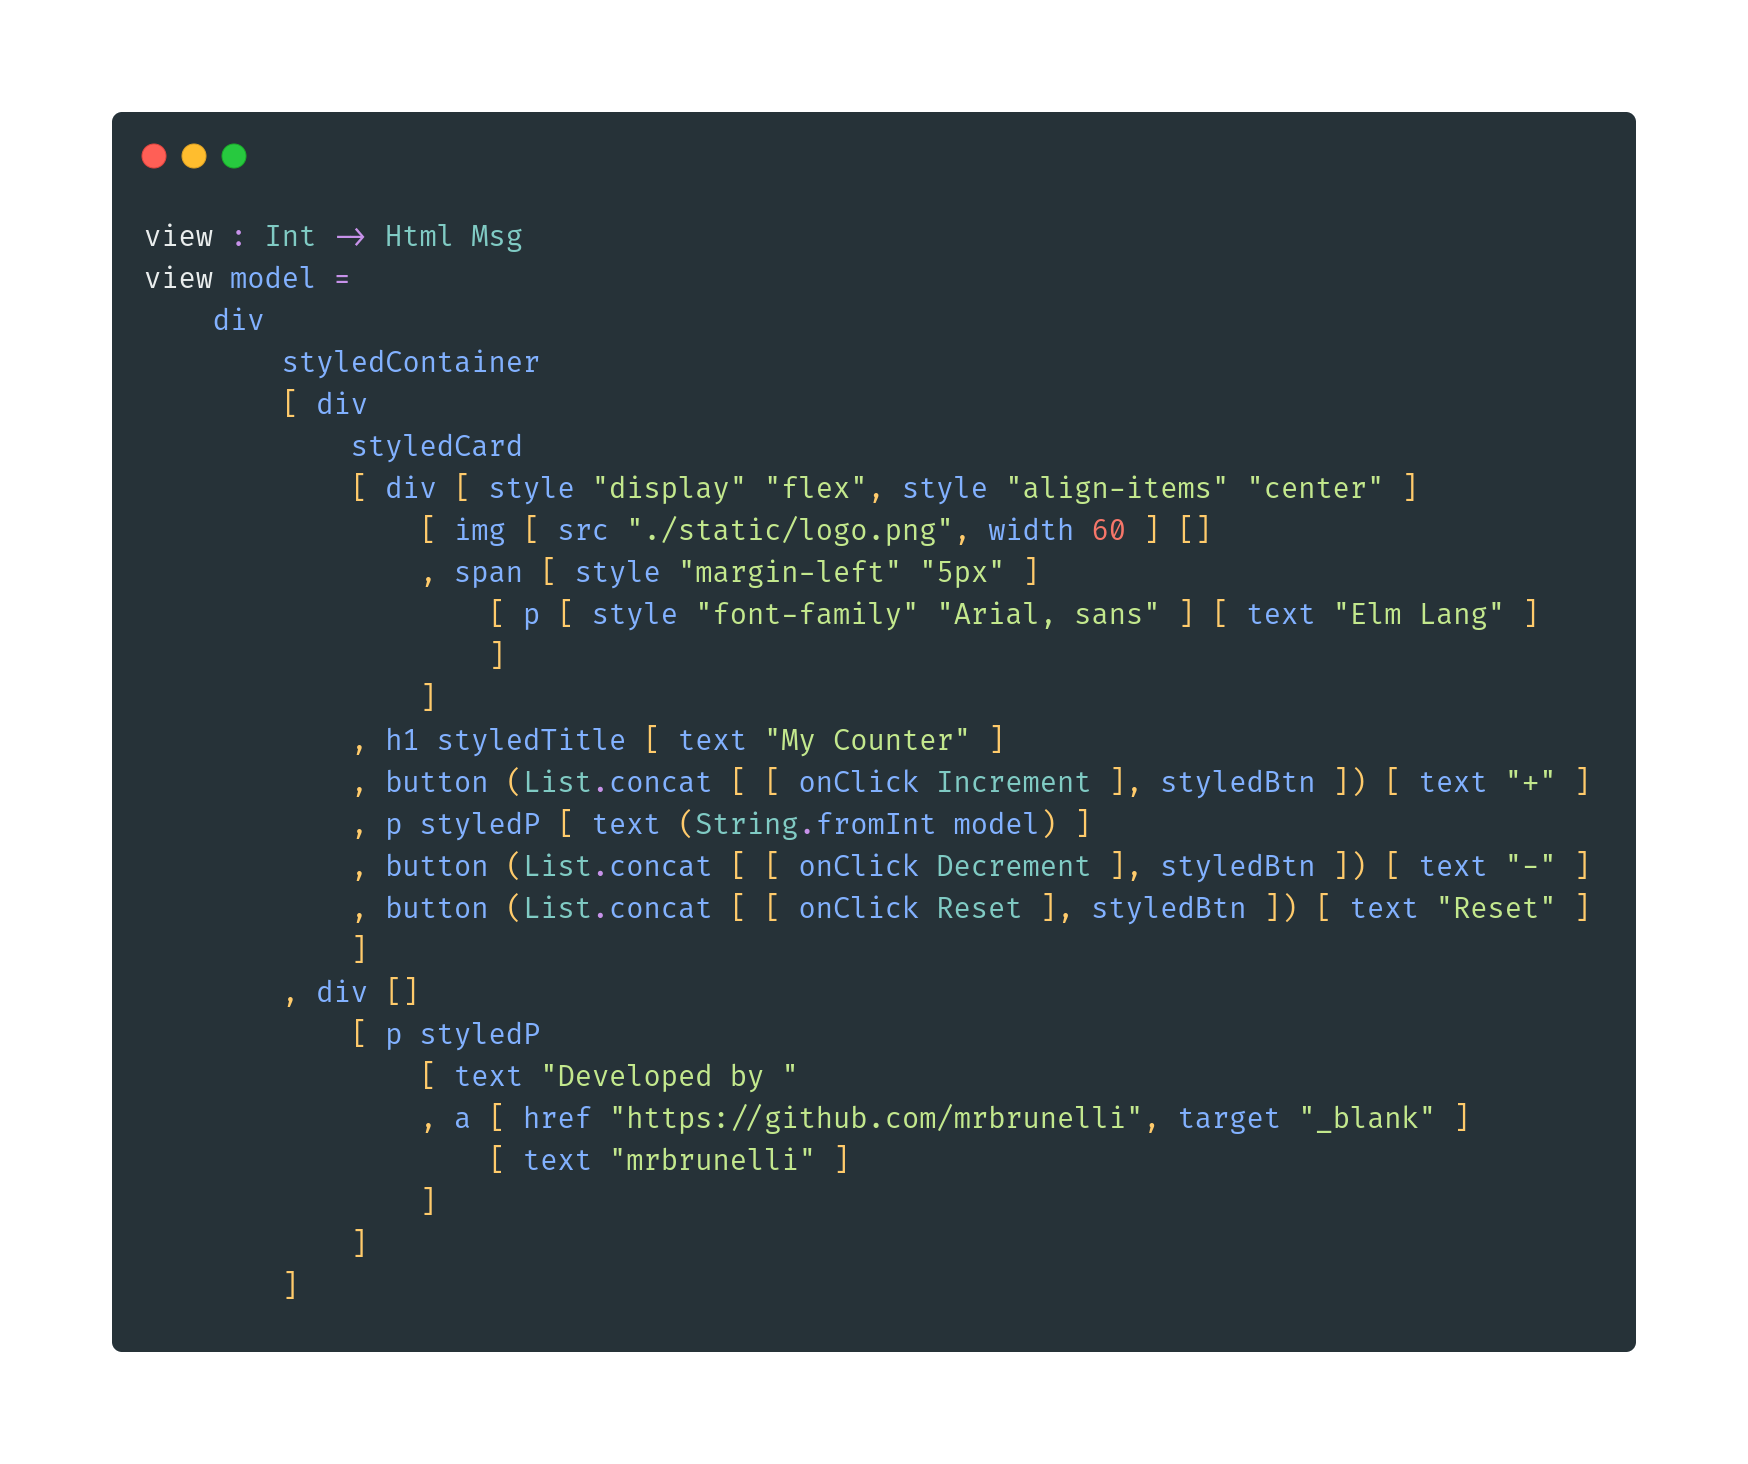 view : Int -> Html Msg
view model =
    div
        styledContainer
        [ div
            styledCard
            [ div [ style "display" "flex", style "align-items" "center" ]
                [ img [ src "./static/logo.png", width 60 ] []
                , span [ style "margin-left" "5px" ]
                    [ p [ style "font-family" "Arial, sans" ] [ text "Elm Lang" ]
                    ]
                ]
            , h1 styledTitle [ text "My Counter" ]
            , button (List.concat [ [ onClick Increment ], styledBtn ]) [ text "+" ]
            , p styledP [ text (String.fromInt model) ]
            , button (List.concat [ [ onClick Decrement ], styledBtn ]) [ text "-" ]
            , button (List.concat [ [ onClick Reset ], styledBtn ]) [ text "Reset" ]
            ]
        , div []
            [ p styledP
                [ text "Developed by "
                , a [ href "https://github.com/mrbrunelli", target "_blank" ]
                    [ text "mrbrunelli" ]
                ]
            ]
        ]